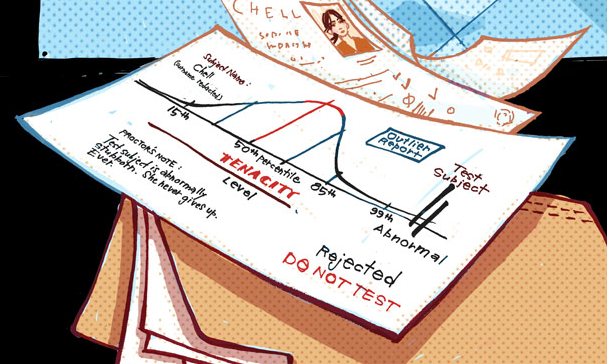 CHELL
Subject Name:
Chell
(surname redacted)
15th
50th percentile
85th
99th
TENACITY
Level
Outlier
Report
Test
Subject
Abnormal
PROCTOR'S NOTE:
Test subject is abnormally
stubborn. She never gives up.
Ever.
Rejected
DO NOT TEST